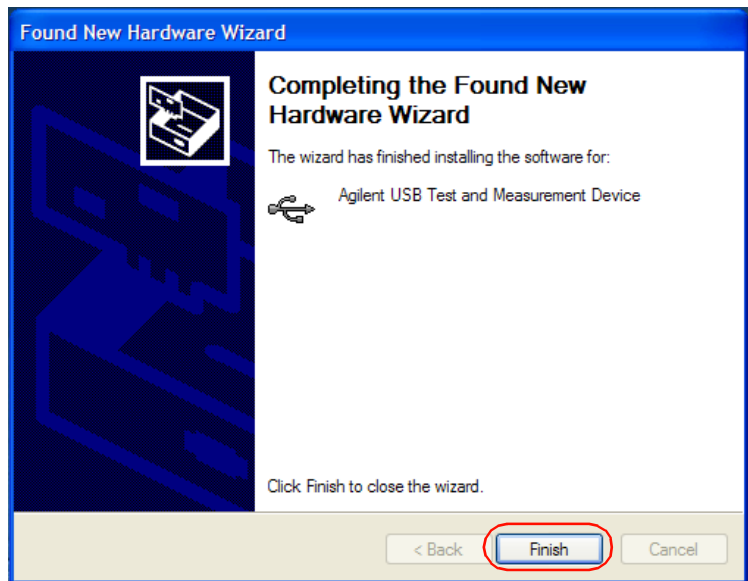 Found New Hardware Wizard
Completing the Found New
Hardware Wizard
The wizard has finished installing the software for:
Agilent USB Test and Measurement Device
Click Finish to close the wizard.
< Back Finish Cancel